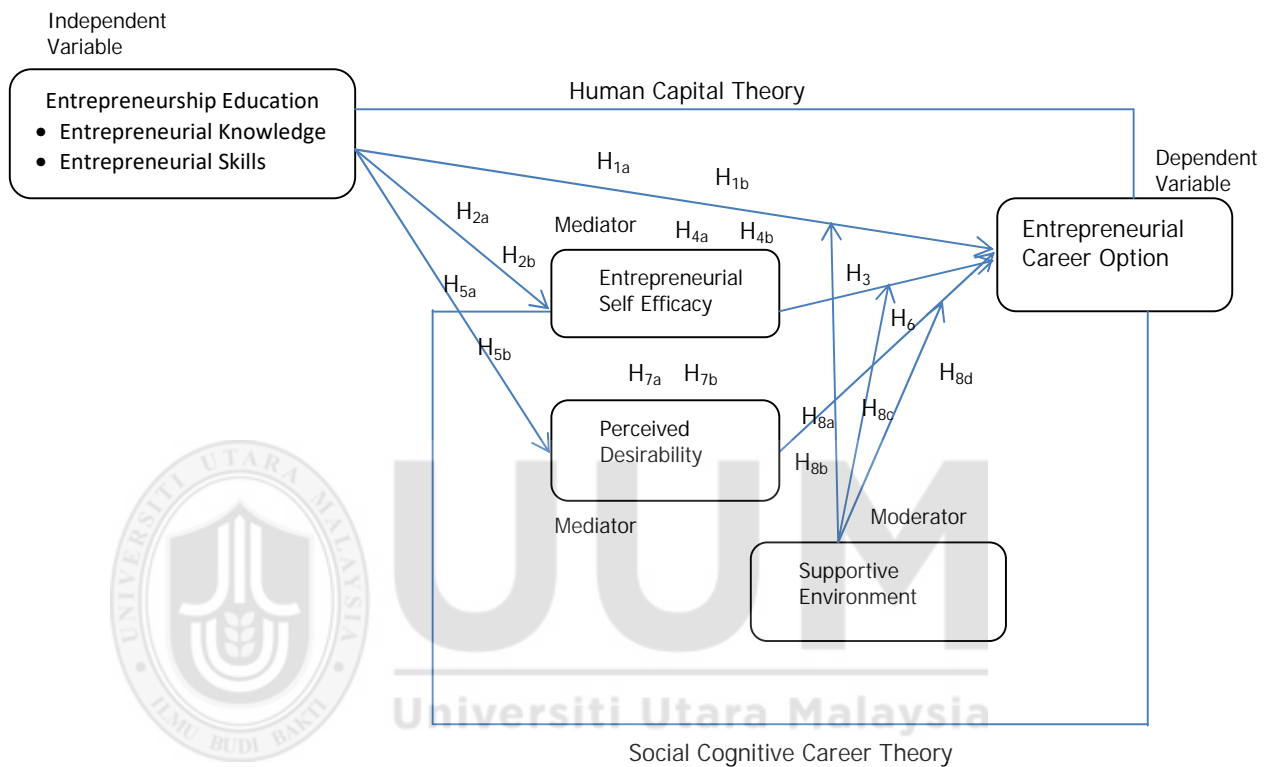 Independent
Variable
Entrepreneurship Education
• Entrepreneurial Knowledge
• Entrepreneurial Skills
Human Capital Theory
Dependent
Variable
Entrepreneurial
Career Option
H1a
H1b
H2a
H2b
Mediator
H4a H4b
Entrepreneurial
Self Efficacy
H3
H5a
H5b
H6
H7a H7b
Perceived
Desirability
Mediator
H8a
H8b
H8c
H8d
Moderator
Supportive
Environment
UNIVERSITI UTARA MALAYSIA
ILMU BUDI BAKTI
UUM
Universiti Utara Malaysia
Social Cognitive Career Theory